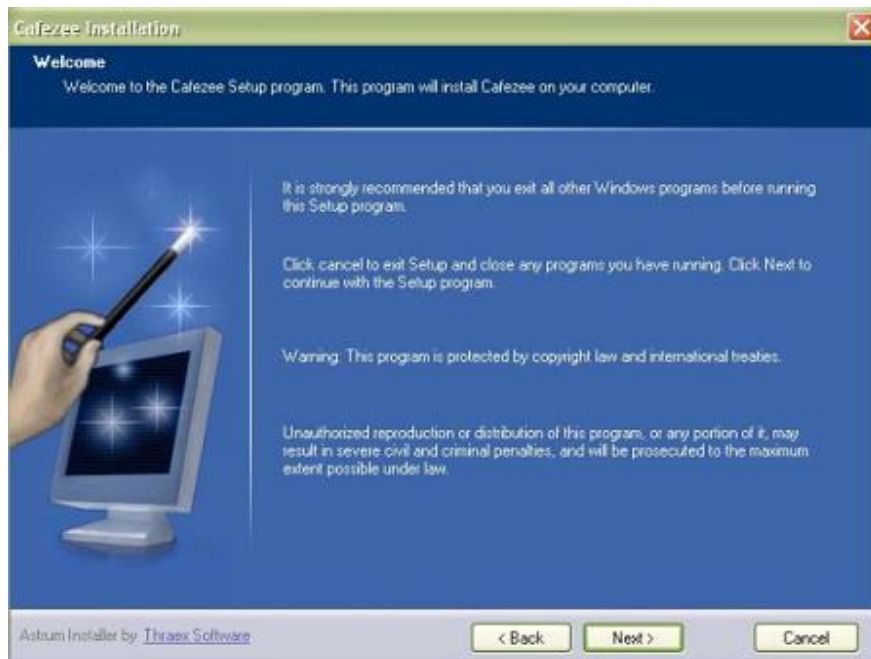 Cafezee Installation
Welcome
Welcome to the Cafezee Setup program. This program will install Cafezee on your computer.
It is strongly recommended that you exit all other Windows programs before running
this Setup program.
Click cancel to exit Setup and close any programs you have running. Click Next to
continue with the Setup program.
Warning: This program is protected by copyright law and international treaties.
Unauthorized reproduction or distribution of this program, or any portion of it, may
result in severe civil and criminal penalties, and will be prosecuted to the maximum
extent possible under law.
Astrum Installer by Thraex Software
< Back
Next >
Cancel